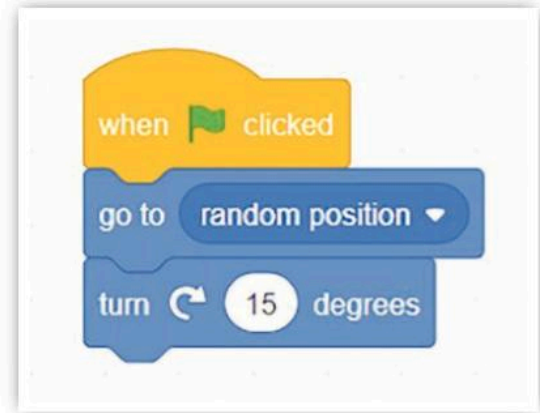 when clicked
go to random position
turn 15 degrees